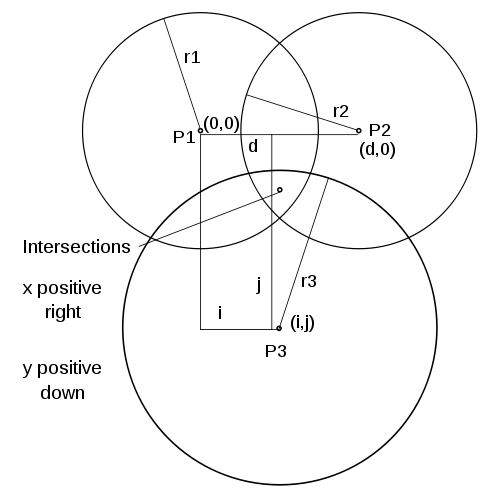 r1
r2
(0,0)
P1
P2
d
(d,0)
Intersections
x positive
right
j
r3
i
(i,j)
P3
y positive
down